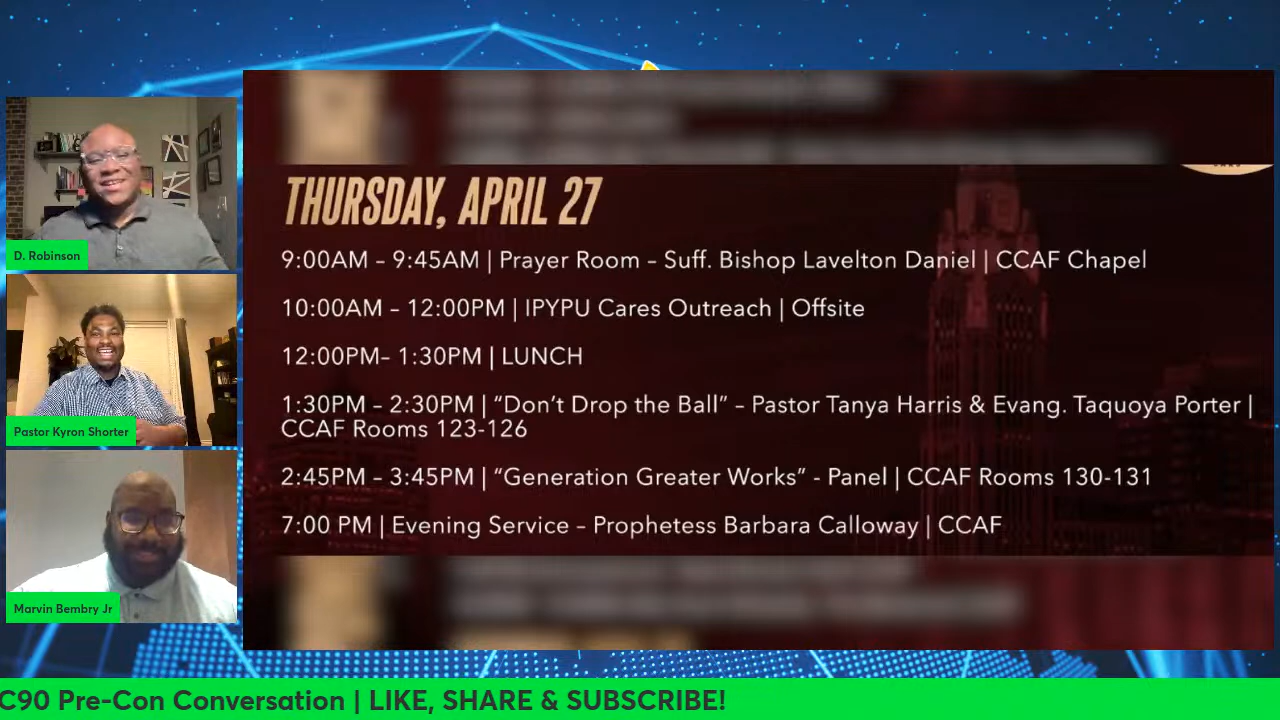 THURSDAY, APRIL 27
9:00AM – 9:45AM | Prayer Room – Suff. Bishop Lavelton Daniel | CCAF Chapel
10:00AM – 12:00PM | IPYPU Cares Outreach | Offsite
12:00PM– 1:30PM | LUNCH
1:30PM – 2:30PM | “Don’t Drop the Ball” – Pastor Tanya Harris & Evang. Taquoya Porter |
CCAF Rooms 123-126
2:45PM – 3:45PM | “Generation Greater Works” - Panel | CCAF Rooms 130-131
7:00 PM | Evening Service – Prophetess Barbara Calloway | CCAF
D. Robinson
Pastor Kyron Shorter
Marvin Bembry Jr
C90 Pre-Con Conversation | LIKE, SHARE & SUBSCRIBE!